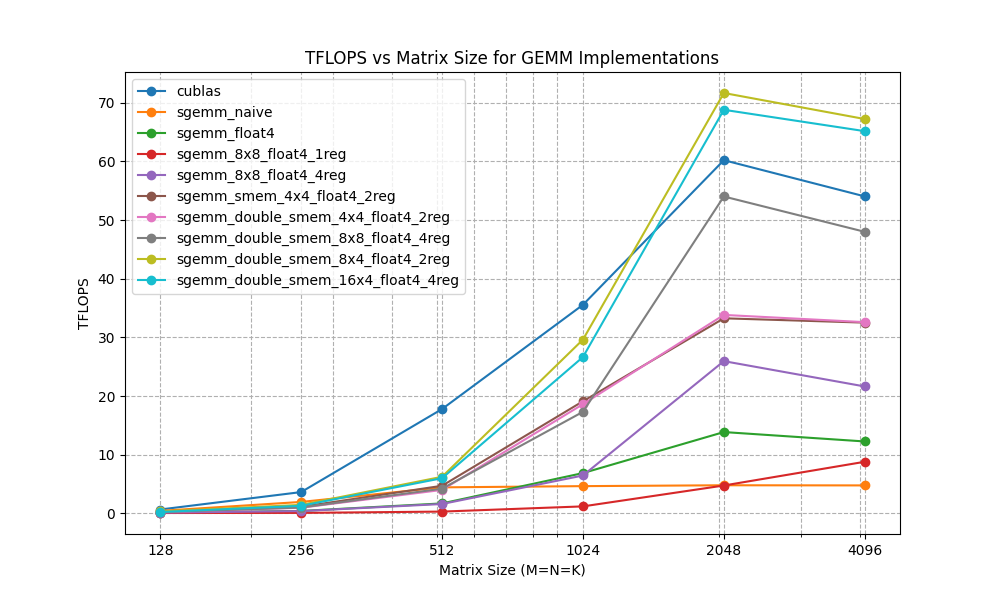 TFLOPS vs Matrix Size for GEMM Implementations
cublas
sgemm_naive
sgemm_float4
sgemm_8x8_float4_1reg
sgemm_8x8_float4_4reg
sgemm_smem_4x4_float4_2reg
sgemm_double_smem_4x4_float4_2reg
sgemm_double_smem_8x8_float4_4reg
sgemm_double_smem_8x4_float4_2reg
sgemm_double_smem_16x4_float4_4reg
TFLOPS
70
60
50
40
30
20
10
0
128 256 512 1024 2048 4096
Matrix Size (M=N=K)